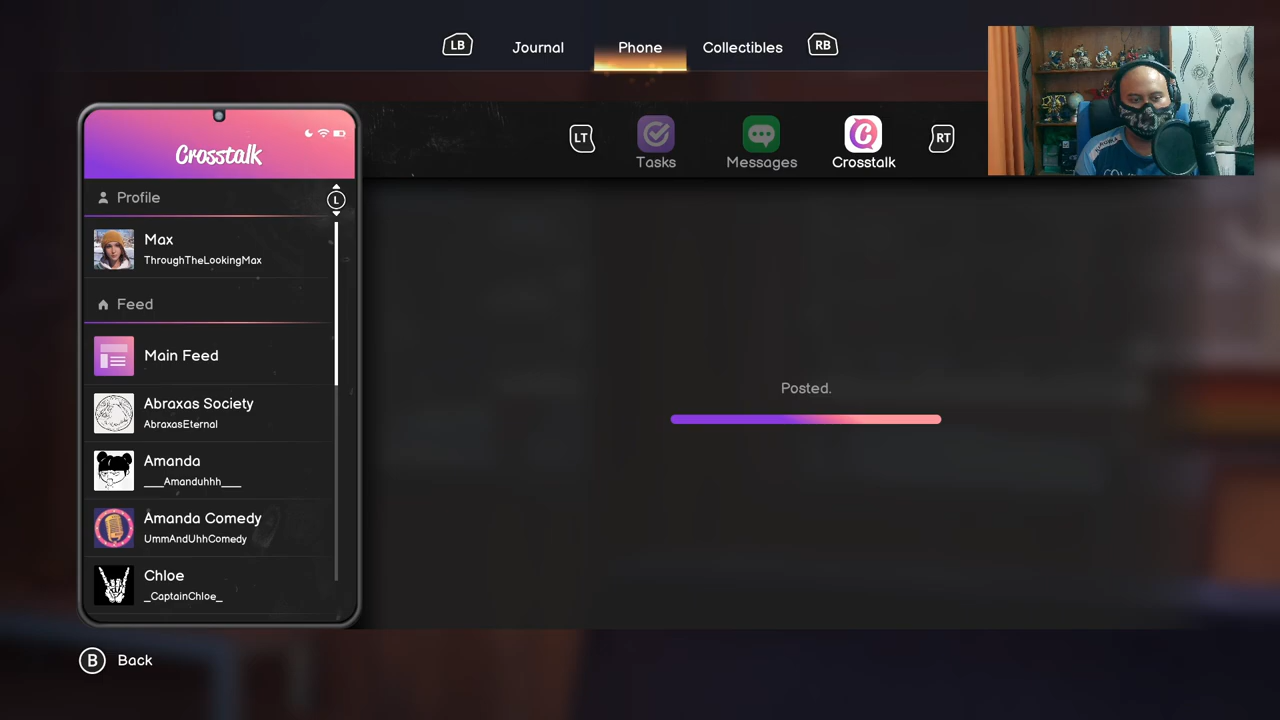 LB Journal Phone Collectibles RB
Crosstalk
LT Tasks Messages Crosstalk RT
Profile
L
Max
ThroughTheLookingMax
Feed
Main Feed
Abraxas Society
AbraxasEternal
Amanda
___Amanduhhh___
Amanda Comedy
UmmAndUhhComedy
Chloe
_CaptainChloe_
Posted.
B Back